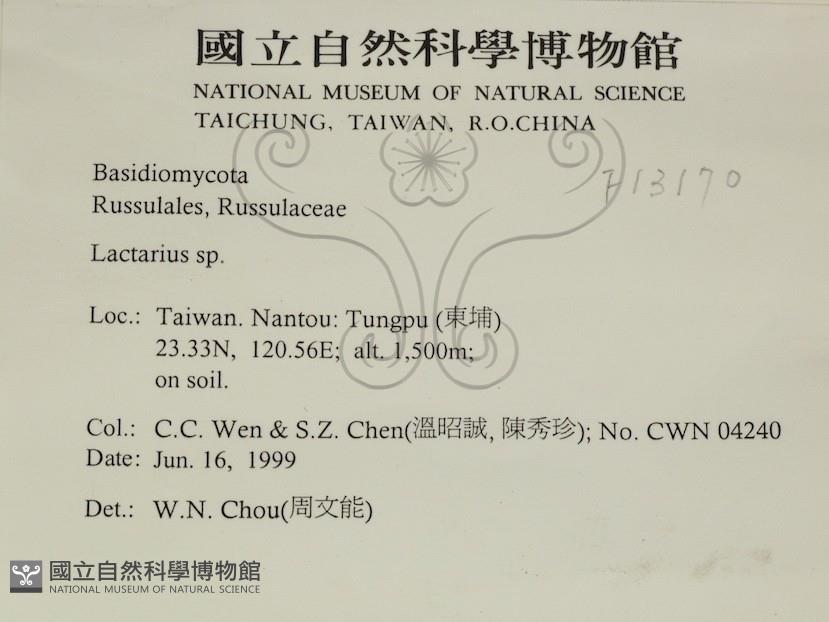 國立自然科學博物館
NATIONAL MUSEUM OF NATURAL SCIENCE
TAICHUNG, TAIWAN, R.O.CHINA
Basidiomycota
F13170
Russulales, Russulaceae
Lactarius sp.
Loc.: Taiwan. Nantou: Tungpu (東埔)
23.33N, 120.56E; alt. 1,500m;
on soil.
Col.: C.C. Wen & S.Z. Chen(溫昭誠, 陳秀珍); No. CWN 04240
Date: Jun. 16, 1999
Det.: W.N. Chou(周文能)
國立自然科學博物館
NATIONAL MUSEUM OF NATURAL SCIENCE